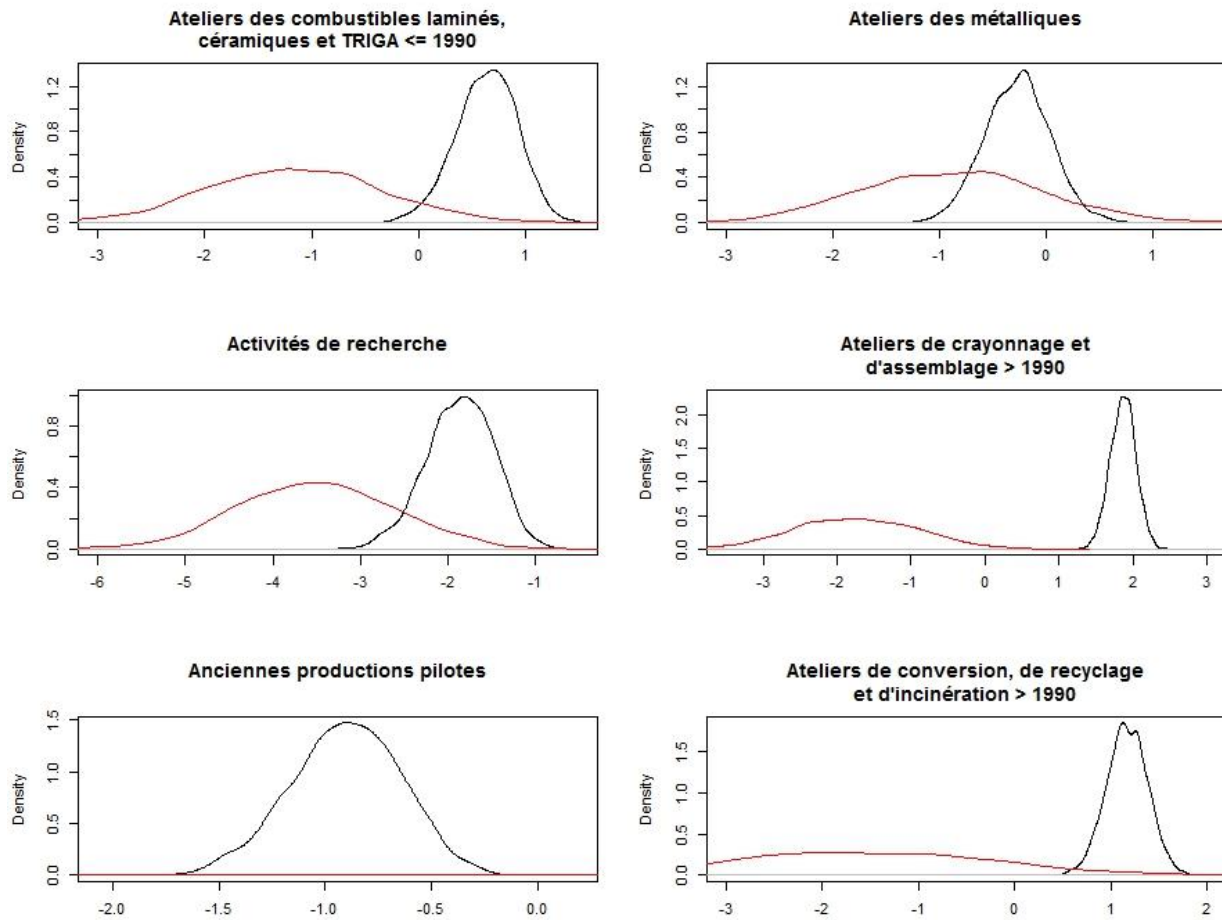 Ateliers des combustibles laminés,
céramiques et TRIGA <= 1990
Density
0.0 0.4 0.8 1.2
-3 -2 -1 0 1
Ateliers des métalliques
Density
0.0 0.4 0.8 1.2
-3 -2 -1 0 1
Activités de recherche
Density
0.0 0.4 0.8
-6 -5 -4 -3 -2 -1
Ateliers de crayonnage et
d'assemblage > 1990
Density
0.0 0.5 1.0 1.5 2.0
-3 -2 -1 0 1 2 3
Anciennes productions pilotes
Density
0.0 0.5 1.0 1.5
-2.0 -1.5 -1.0 -0.5 0.0
Ateliers de conversion, de recyclage
et d'incinération > 1990
Density
0.0 0.5 1.0 1.5
-3 -2 -1 0 1 2